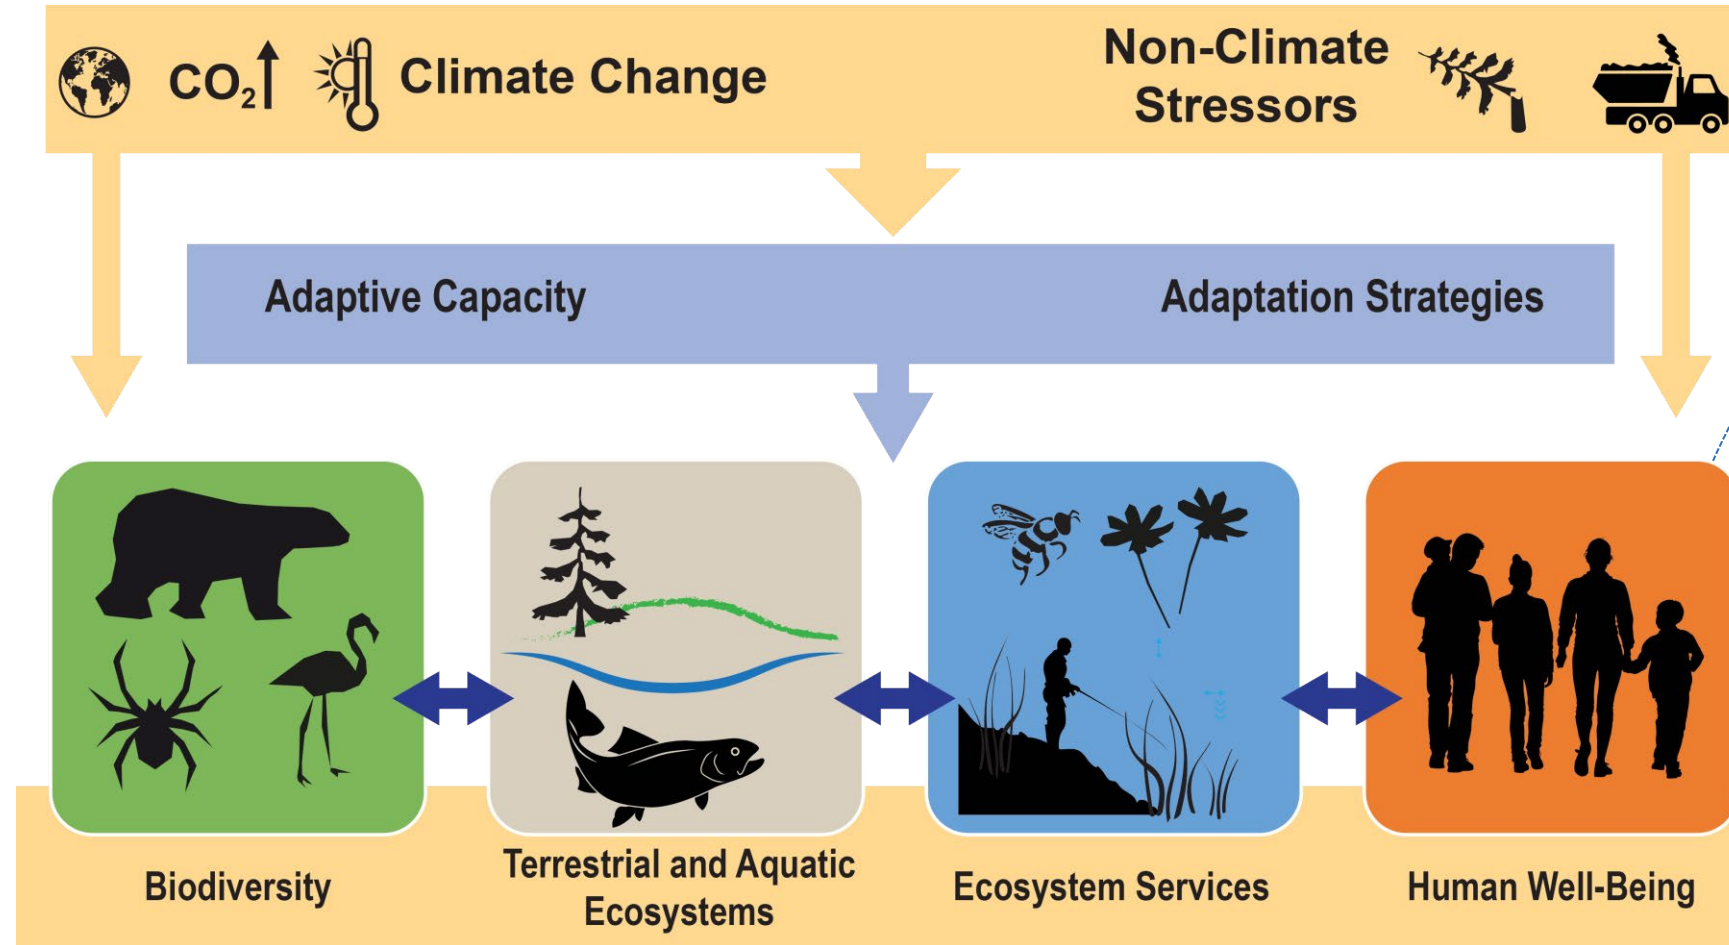 CO₂
Climate Change
Non-Climate
Stressors
Adaptive Capacity
Adaptation Strategies
Biodiversity
Terrestrial and Aquatic
Ecosystems
Ecosystem Services
Human Well-Being